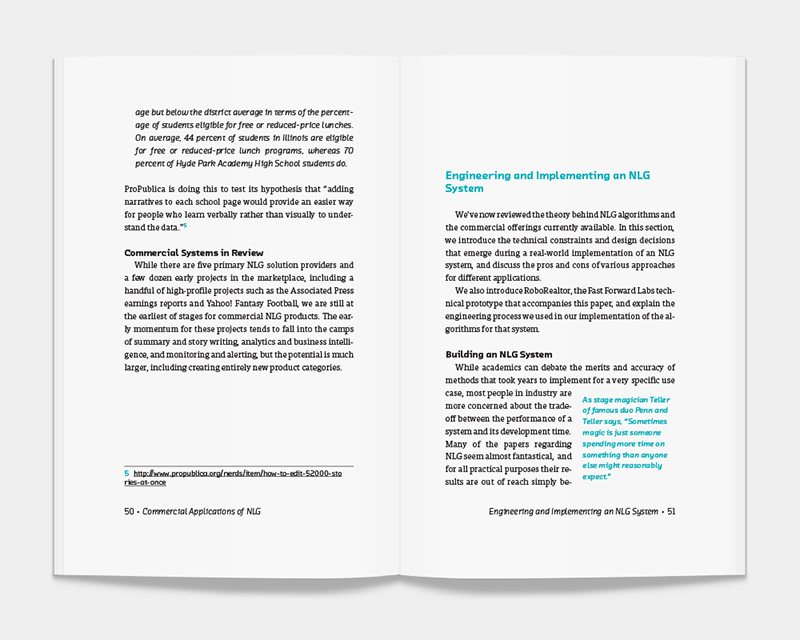 age but below the district average in terms of the percent-
age of students eligible for free or reduced-price lunches.
On average, 44 percent of students in Illinois are eligible
for free or reduced-price lunch programs, whereas 70
percent of Hyde Park Academy High School students do.
ProPublica is doing this to test its hypothesis that “adding
narratives to each school page would provide an easier way
for people who learn verbally rather than visually to under-
stand the data.”5
Commercial Systems in Review
While there are five primary NLG solution providers and
a few dozen early projects in the marketplace, including a
handful of high-profile projects such as the Associated Press
earnings reports and Yahoo! Fantasy Football, we are still at
the earliest of stages for commercial NLG products. The ear-
ly momentum for these projects tends to fall into the camps
of summary and story writing, analytics and business intelli-
gence, and monitoring and alerting, but the potential is much
larger, including creating entirely new product categories.
5 http://www.propublica.org/nerds/item/how-to-edit-52000-sto
ries-at-once
50 • Commercial Applications of NLG
Engineering and Implementing an NLG
System
We’ve now reviewed the theory behind NLG algorithms and
the commercial offerings currently available. In this section,
we introduce the technical constraints and design decisions
that emerge during a real-world implementation of an NLG
system, and discuss the pros and cons of various approaches
for different applications.
We also introduce RoboRealtor, the Fast Forward Labs tech-
nical prototype that accompanies this paper, and explain the
engineering process we used in our implementation of the al-
gorithms for that system.
Building an NLG System
While academics can debate the merits and accuracy of
methods that took years to implement for a very specific use
case, most people in industry are
more concerned about the trade-
off between the performance of a
system and its development time.
Many of the papers regarding
NLG seem almost fantastical, and
for all practical purposes their re-
sults are out of reach simply be-
As stage magician Teller
of famous duo Penn and
Teller says, “Sometimes
magic is just someone
spending more time on
something than anyone
else might reasonably
expect.”
Engineering and Implementing an NLG System • 51